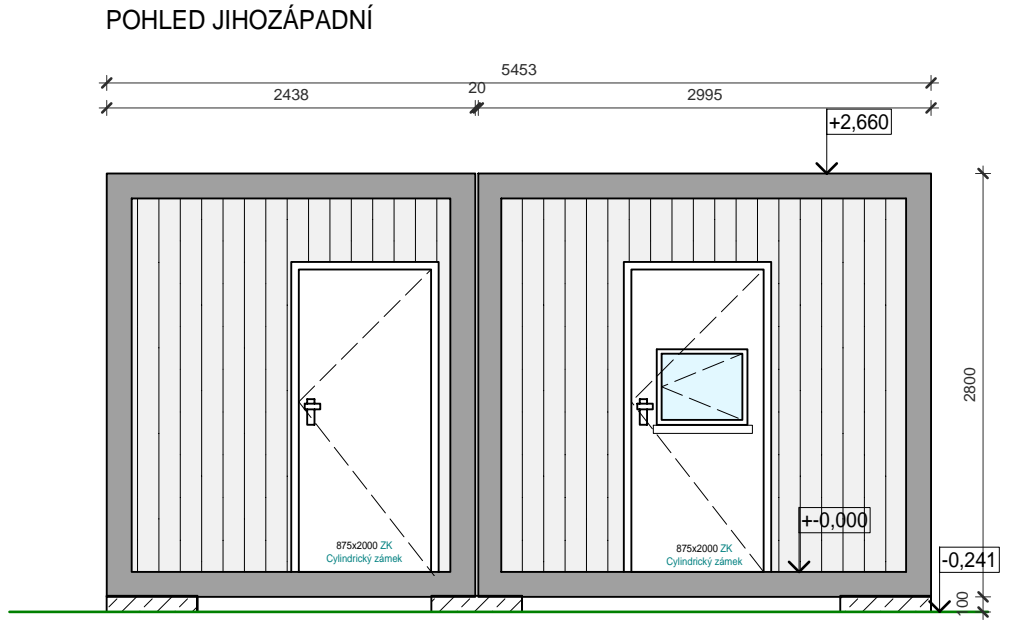 POHLED JIHOZÁPADNÍ
5453
2438
20
2995
+2,660
2800
+-0,000
875x2000 ZK
Cylindrický zámek
875x2000 ZK
Cylindrický zámek
-0,241
100